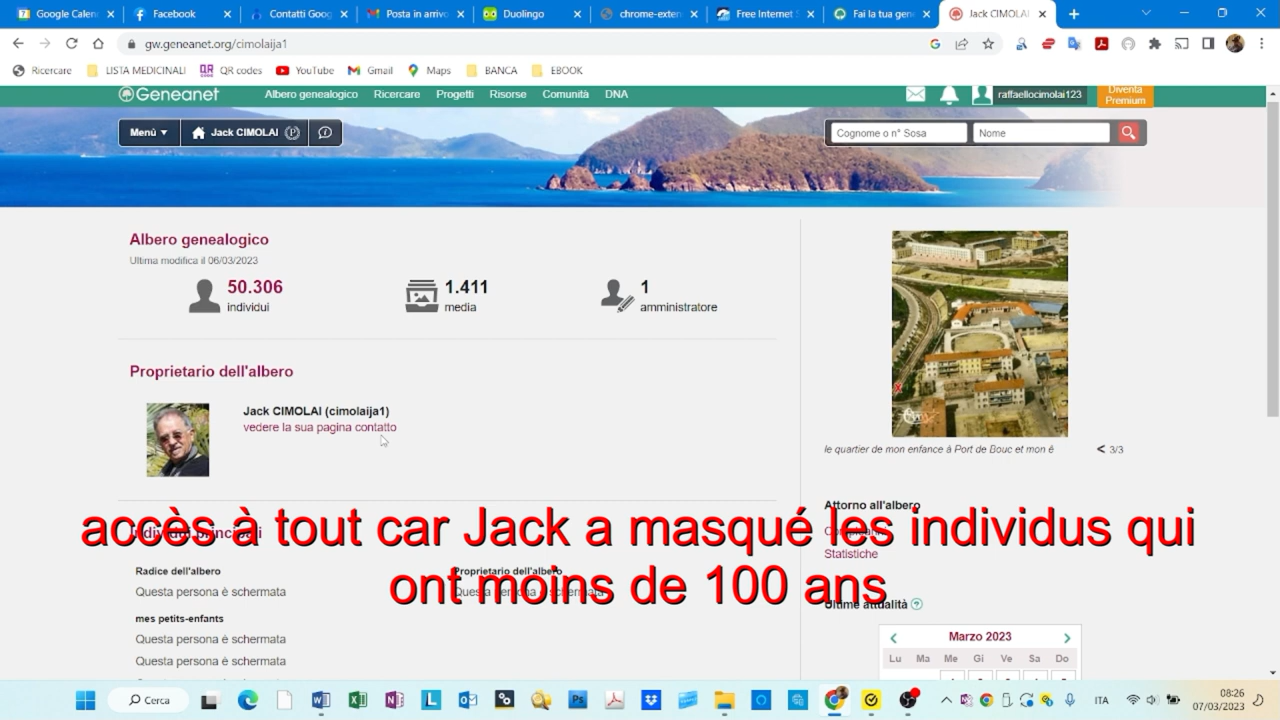 Google Calen
Facebook
Contatti Goog
Posta in arrivo
Duolingo
chrome-exten
Free Internet S
Fai la tua gene
Jack CIMOLAI
gw.geneanet.org/cimolaija1
Ricercare
LISTA MEDICINALI
QR codes
YouTube
Gmail
Maps
BANCA
EBOOK
Geneanet
Albero genealogico
Ricercare
Progetti
Risorse
Comunità
DNA
raffaellocimolai123
Diventa
Premium
Menù
Jack CIMOLAI
Cognome o n° Sosa
Nome
Albero genealogico
Ultima modifica il 06/03/2023
50.306
individui
1.411
media
1
amministratore
Proprietario dell'albero
Jack CIMOLAI (cimolaija1)
vedere la sua pagina contatto
le quartier de mon enfance à Port de Bouc et mon é
< 3/3
Attorno all'albero
Statistiche
accès à tout car Jack a masqué les individus qui
ont moins de 100 ans
Individui principali
Radice dell'albero
Questa persona è schermata
Proprietario dell'albero
Questa persona è schermata
mes petits-enfants
Questa persona è schermata
Questa persona è schermata
Ultime attualità
Marzo 2023
Lu Ma Me Gi Ve Sa Do
Cerca
ITA
08:26
07/03/2023